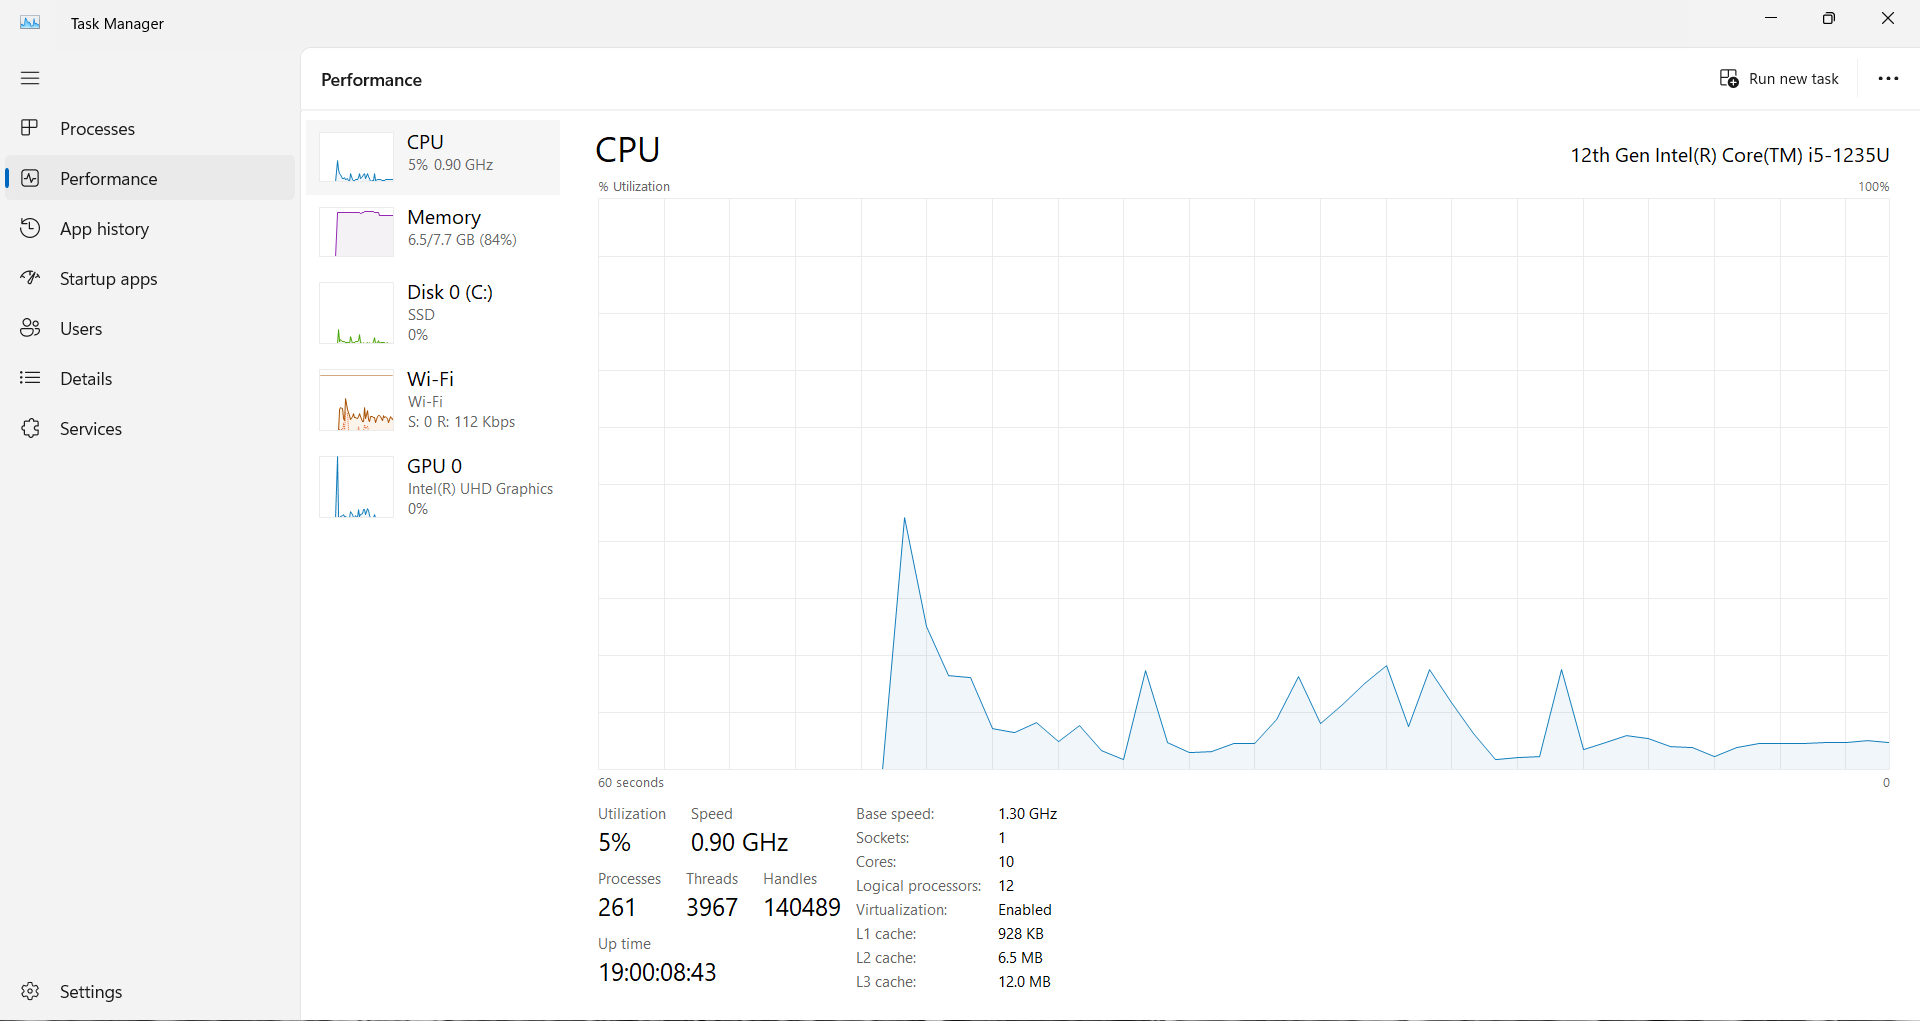 Task Manager
Performance
Run new task
Processes
Performance
App history
Startup apps
Users
Details
Services
Settings
CPU
5% 0.90 GHz
Memory
6.5/7.7 GB (84%)
Disk 0 (C:)
SSD
0%
Wi-Fi
Wi-Fi
S: 0 R: 112 Kbps
GPU 0
Intel(R) UHD Graphics
0%
CPU
12th Gen Intel(R) Core(TM) i5-1235U
% Utilization 100%
60 seconds 0
Utilization Speed
5% 0.90 GHz
Processes Threads Handles
261 3967 140489
Up time
19:00:08:43
Base speed: 1.30 GHz
Sockets: 1
Cores: 10
Logical processors: 12
Virtualization: Enabled
L1 cache: 928 KB
L2 cache: 6.5 MB
L3 cache: 12.0 MB